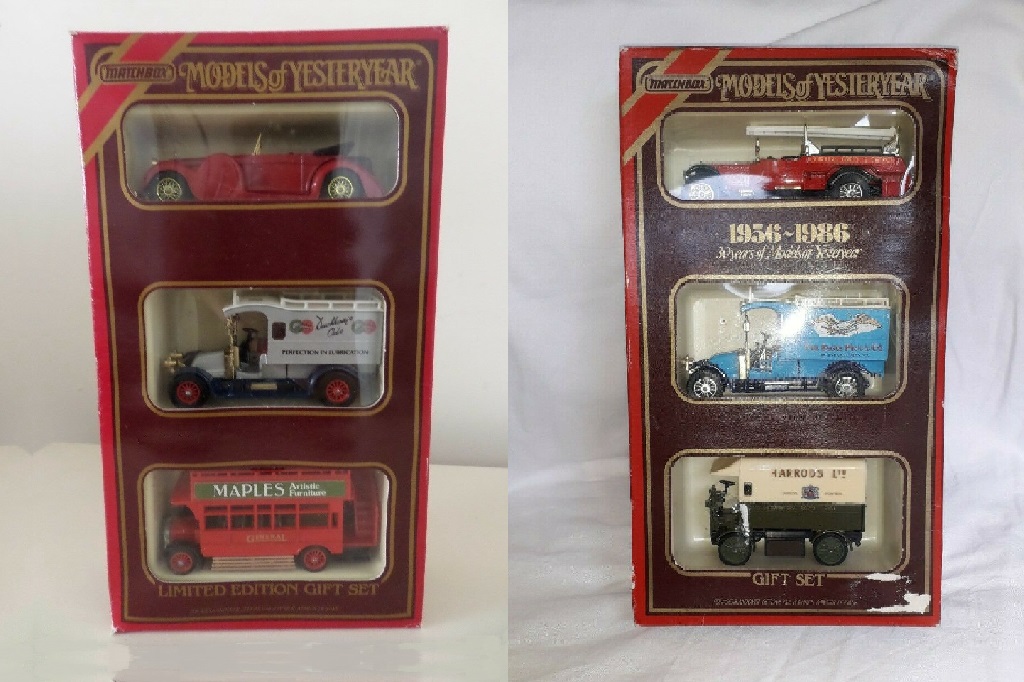 MATCHBOX
MODELS of YESTERYEAR
Duckham's
Oils
PERFECTION IN LUBRICATION
MAPLES Artistic
Furniture
GENERAL
LIMITED EDITION GIFT SET
MATCHBOX
MODELS of YESTERYEAR
1956~1986
30 years of Models of Yesteryear
HARRODS LTD
GIFT SET